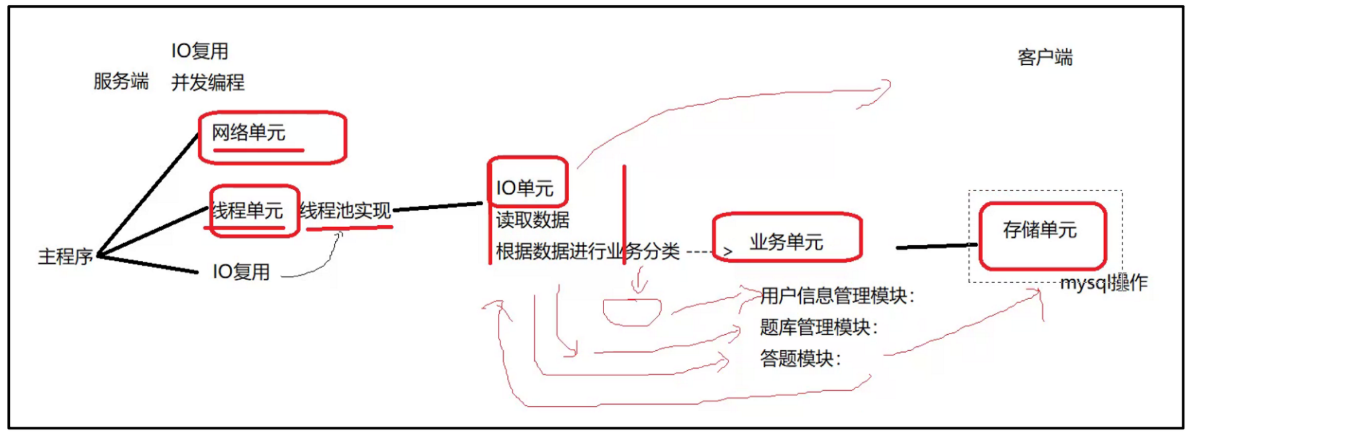 IO复用
服务端
并发编程
客户端
网络单元
IO单元
线程单元
线程池实现
读取数据
存储单元
主程序
IO复用
根据数据进行业务分类
---->
业务单元
mysql操作
用户信息管理模块：
题库管理模块：
答题模块：